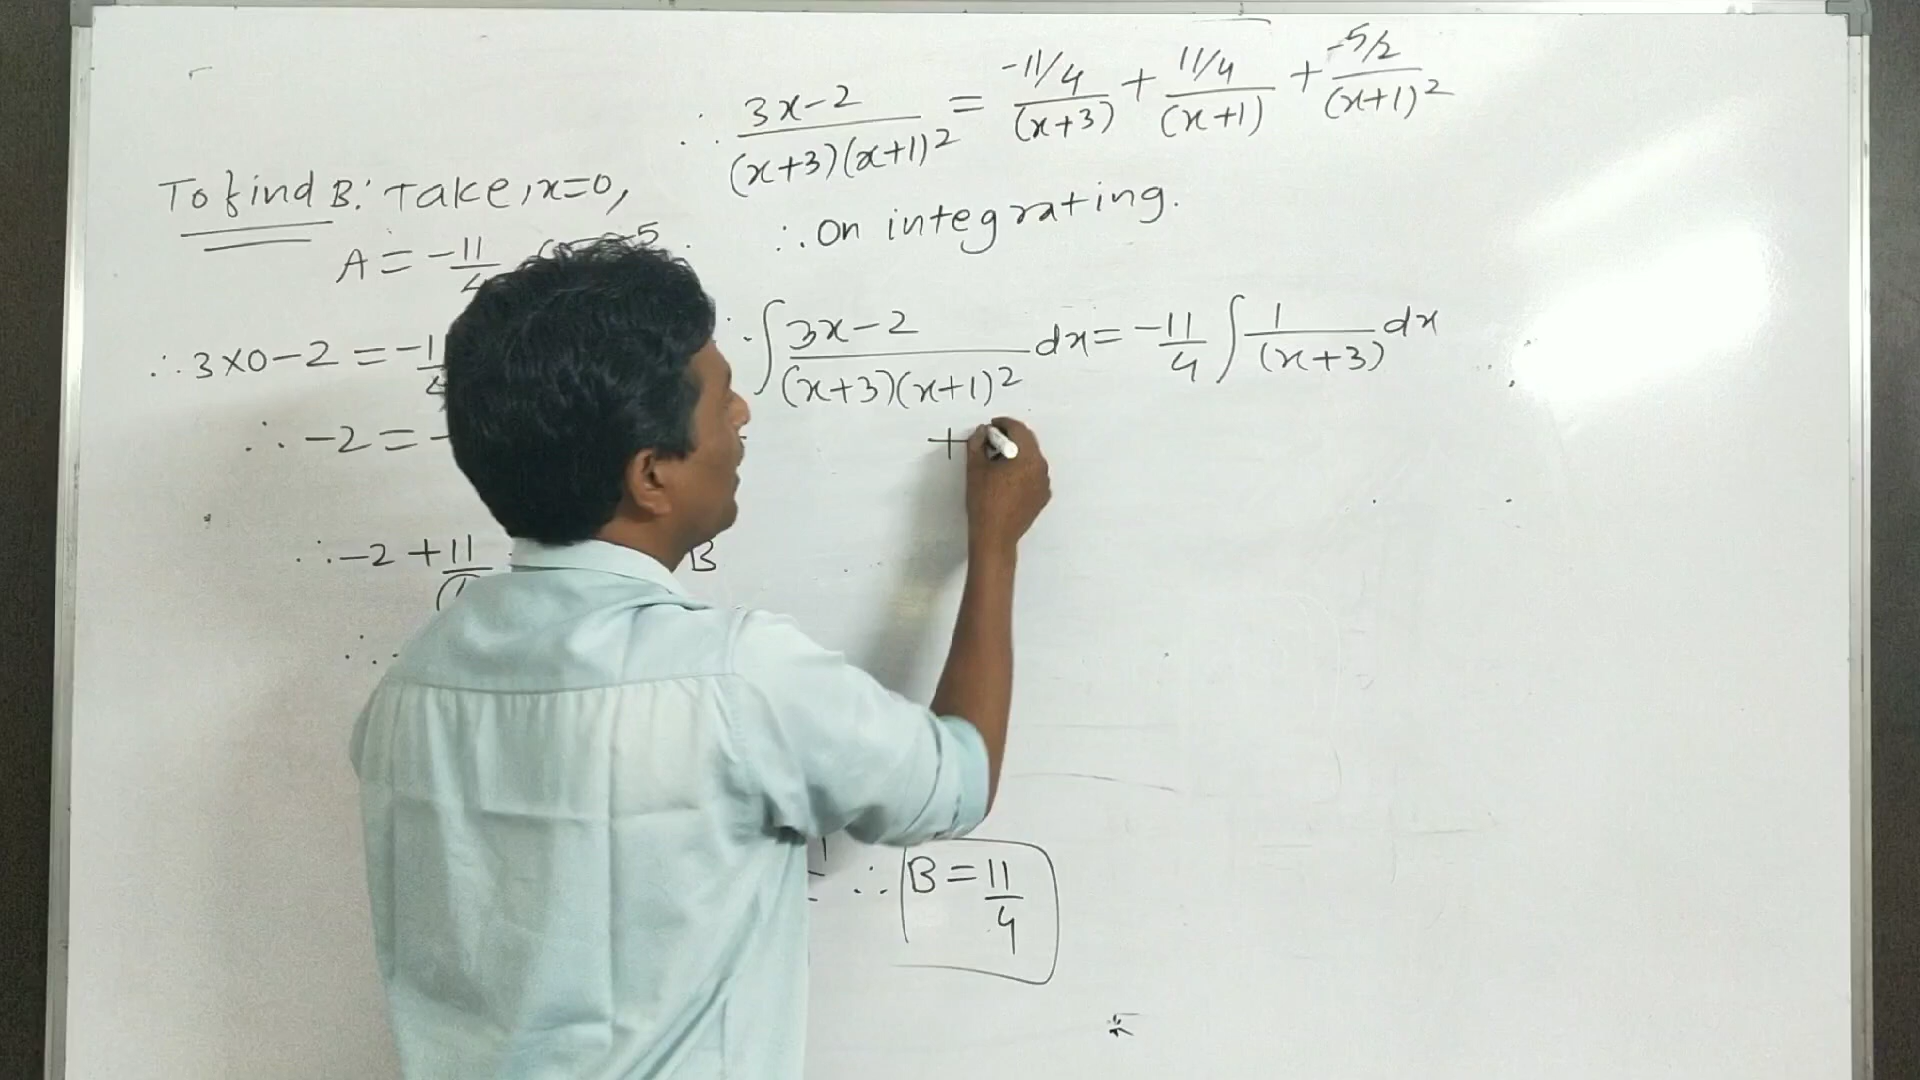 ∴ (3x-2)/((x+3)(x+1)²) = (-11/4)/(x+3) + (11/4)/(x+1) + (-5/2)/(x+1)²
To find B: Take, x=0,
A = -11/4
∴ on integrating.
∴ 3×0-2 = -1
∫ (3x-2)/((x+3)(x+1)²) dx = -11/4 ∫ 1/(x+3) dx
+
∴ -2 = -
∴ -2 + 11 B
∴ B = 11/4